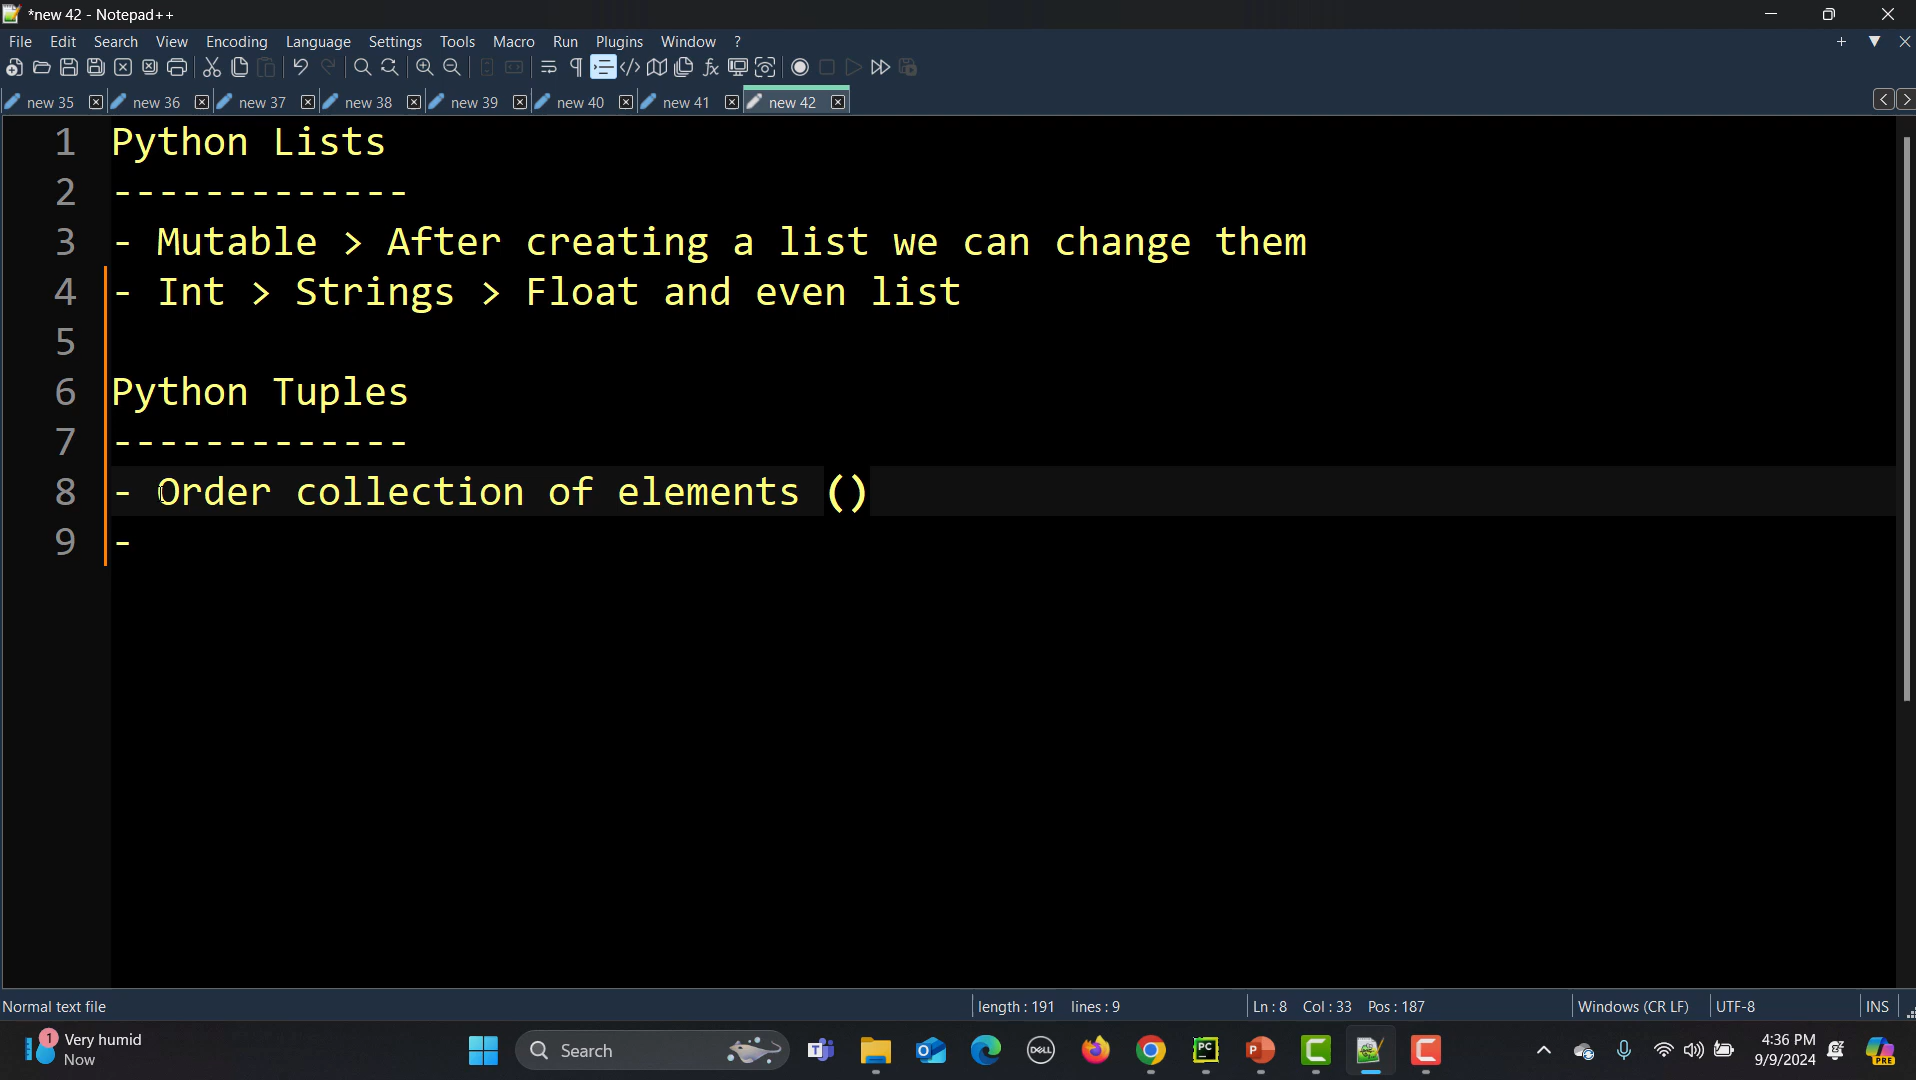 *new 42 - Notepad++
File Edit Search View Encoding Language Settings Tools Macro Run Plugins Window ?
new 35 new 36 new 37 new 38 new 39 new 40 new 41 new 42
1 Python Lists
2 -------------
3 - Mutable > After creating a list we can change them
4 - Int > Strings > Float and even list
5
6 Python Tuples
7 -------------
8 - Order collection of elements ()
9 -
Normal text file length : 191 lines : 9 Ln : 8 Col : 33 Pos : 187 Windows (CR LF) UTF-8 INS
1 Very humid
Now
Search
DELL
PC
4:36 PM
9/9/2024
PRE